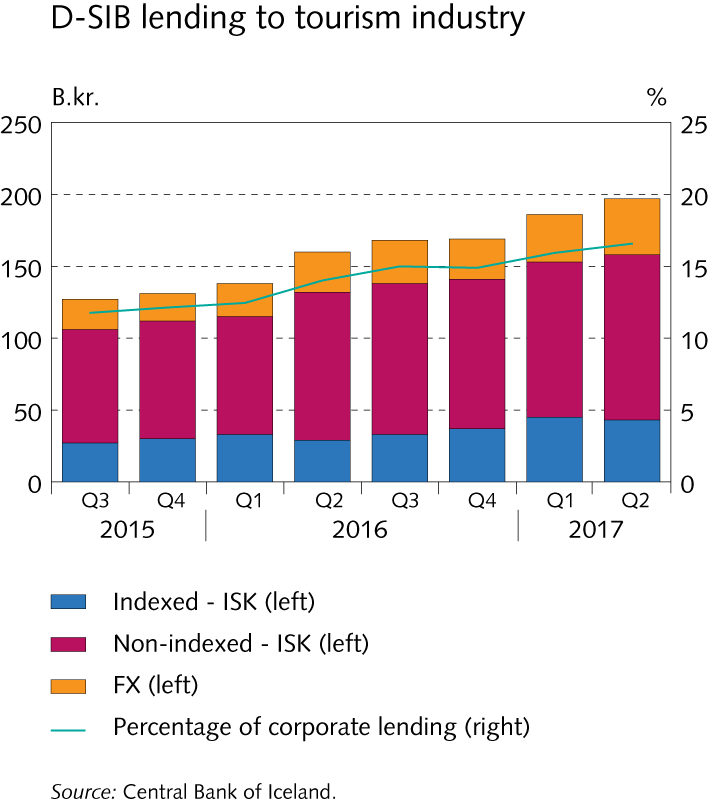 D-SIB lending to tourism industry
B.kr.
%
250
200
150
100
50
0
25
20
15
10
5
0
Q3 Q4 Q1 Q2 Q3 Q4 Q1 Q2
2015 2016 2017
Indexed - ISK (left)
Non-indexed - ISK (left)
FX (left)
Percentage of corporate lending (right)
Source: Central Bank of Iceland.